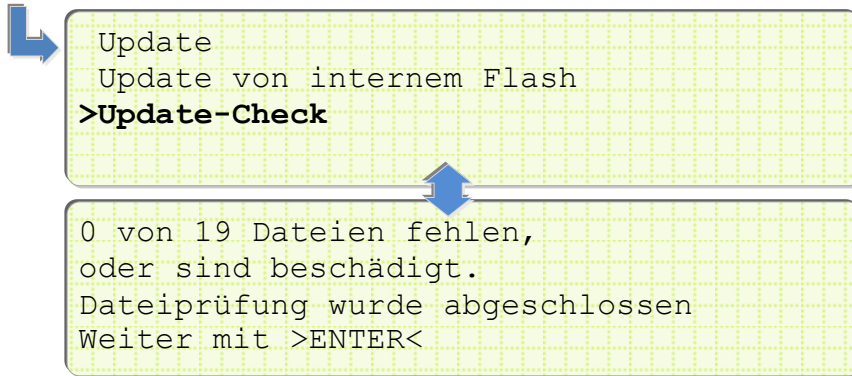 Update
Update von internem Flash
>Update-Check
0 von 19 Dateien fehlen,
oder sind beschädigt.
Dateiprüfung wurde abgeschlossen
Weiter mit >ENTER<